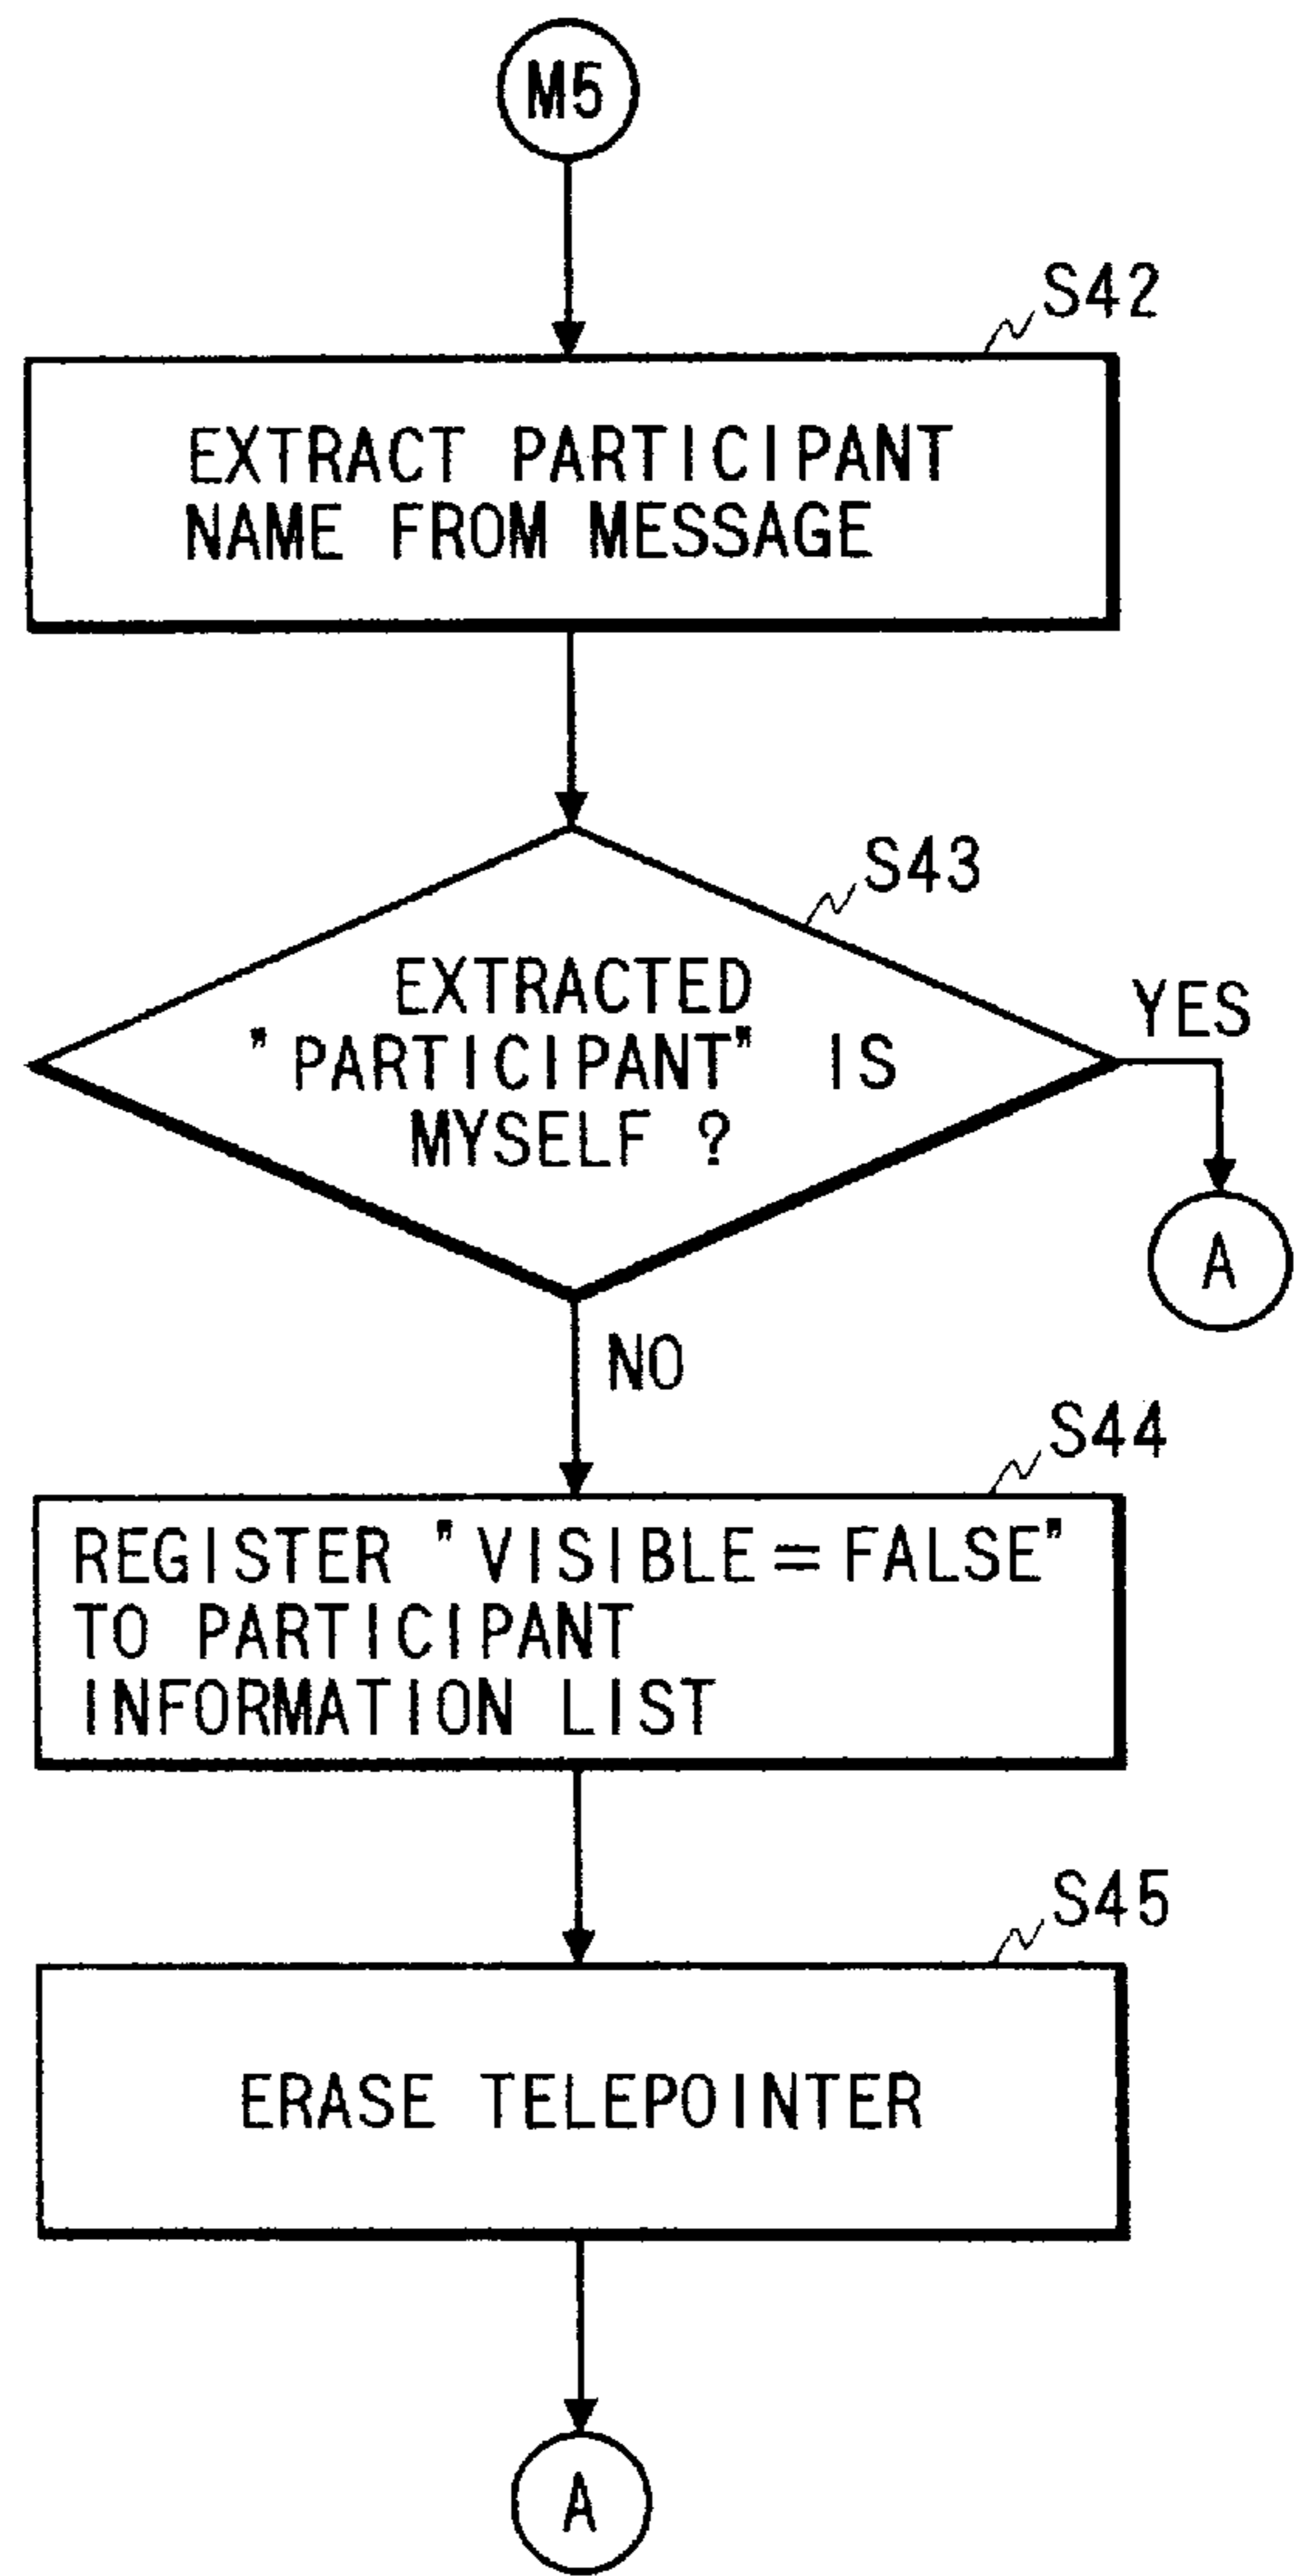 M5
S42
EXTRACT PARTICIPANT
NAME FROM MESSAGE
S43
EXTRACTED
"PARTICIPANT" IS
MYSELF ?
YES
A
NO
S44
REGISTER "VISIBLE=FALSE"
TO PARTICIPANT
INFORMATION LIST
S45
ERASE TELEPOINTER
A